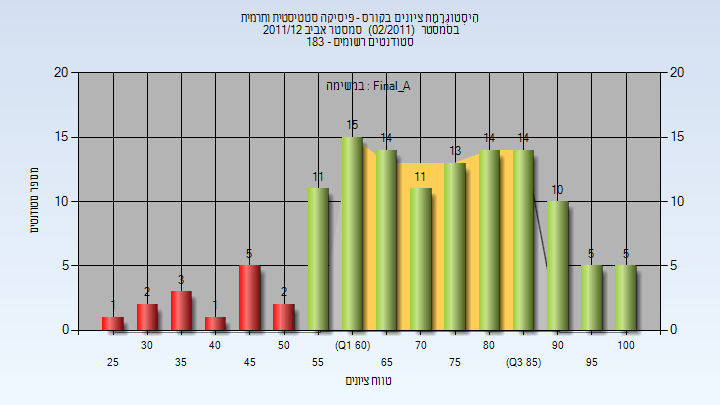 הִיסְטוֹגְרָמַת ציונים בקורס - פיסיקה סטטיסטית ותרמית
בסמסטר (02/2011) סמסטר אביב 2011/12
סטודנטים רשומים - 183
במשימה : Final_A
20 20
15 15
10 10
5 5
0 0
מספר סטודנטים
1 2 3 1 5 2 11 15 14 11 13 14 14 10 5 5
30 40 50 (Q1 60) 70 80 90 100
25 35 45 55 65 75 (Q3 85) 95
טווח ציונים